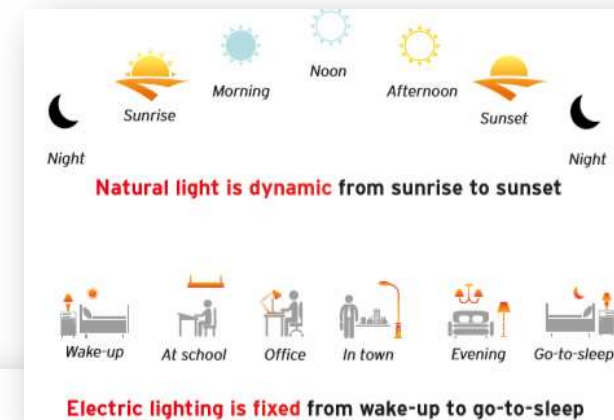 Noon
Morning
Afternoon
Sunrise
Sunset
Night
Night
Natural light is dynamic from sunrise to sunset
Wake-up
At school
Office
In town
Evening
Go-to-sleep
Electric lighting is fixed from wake-up to go-to-sleep